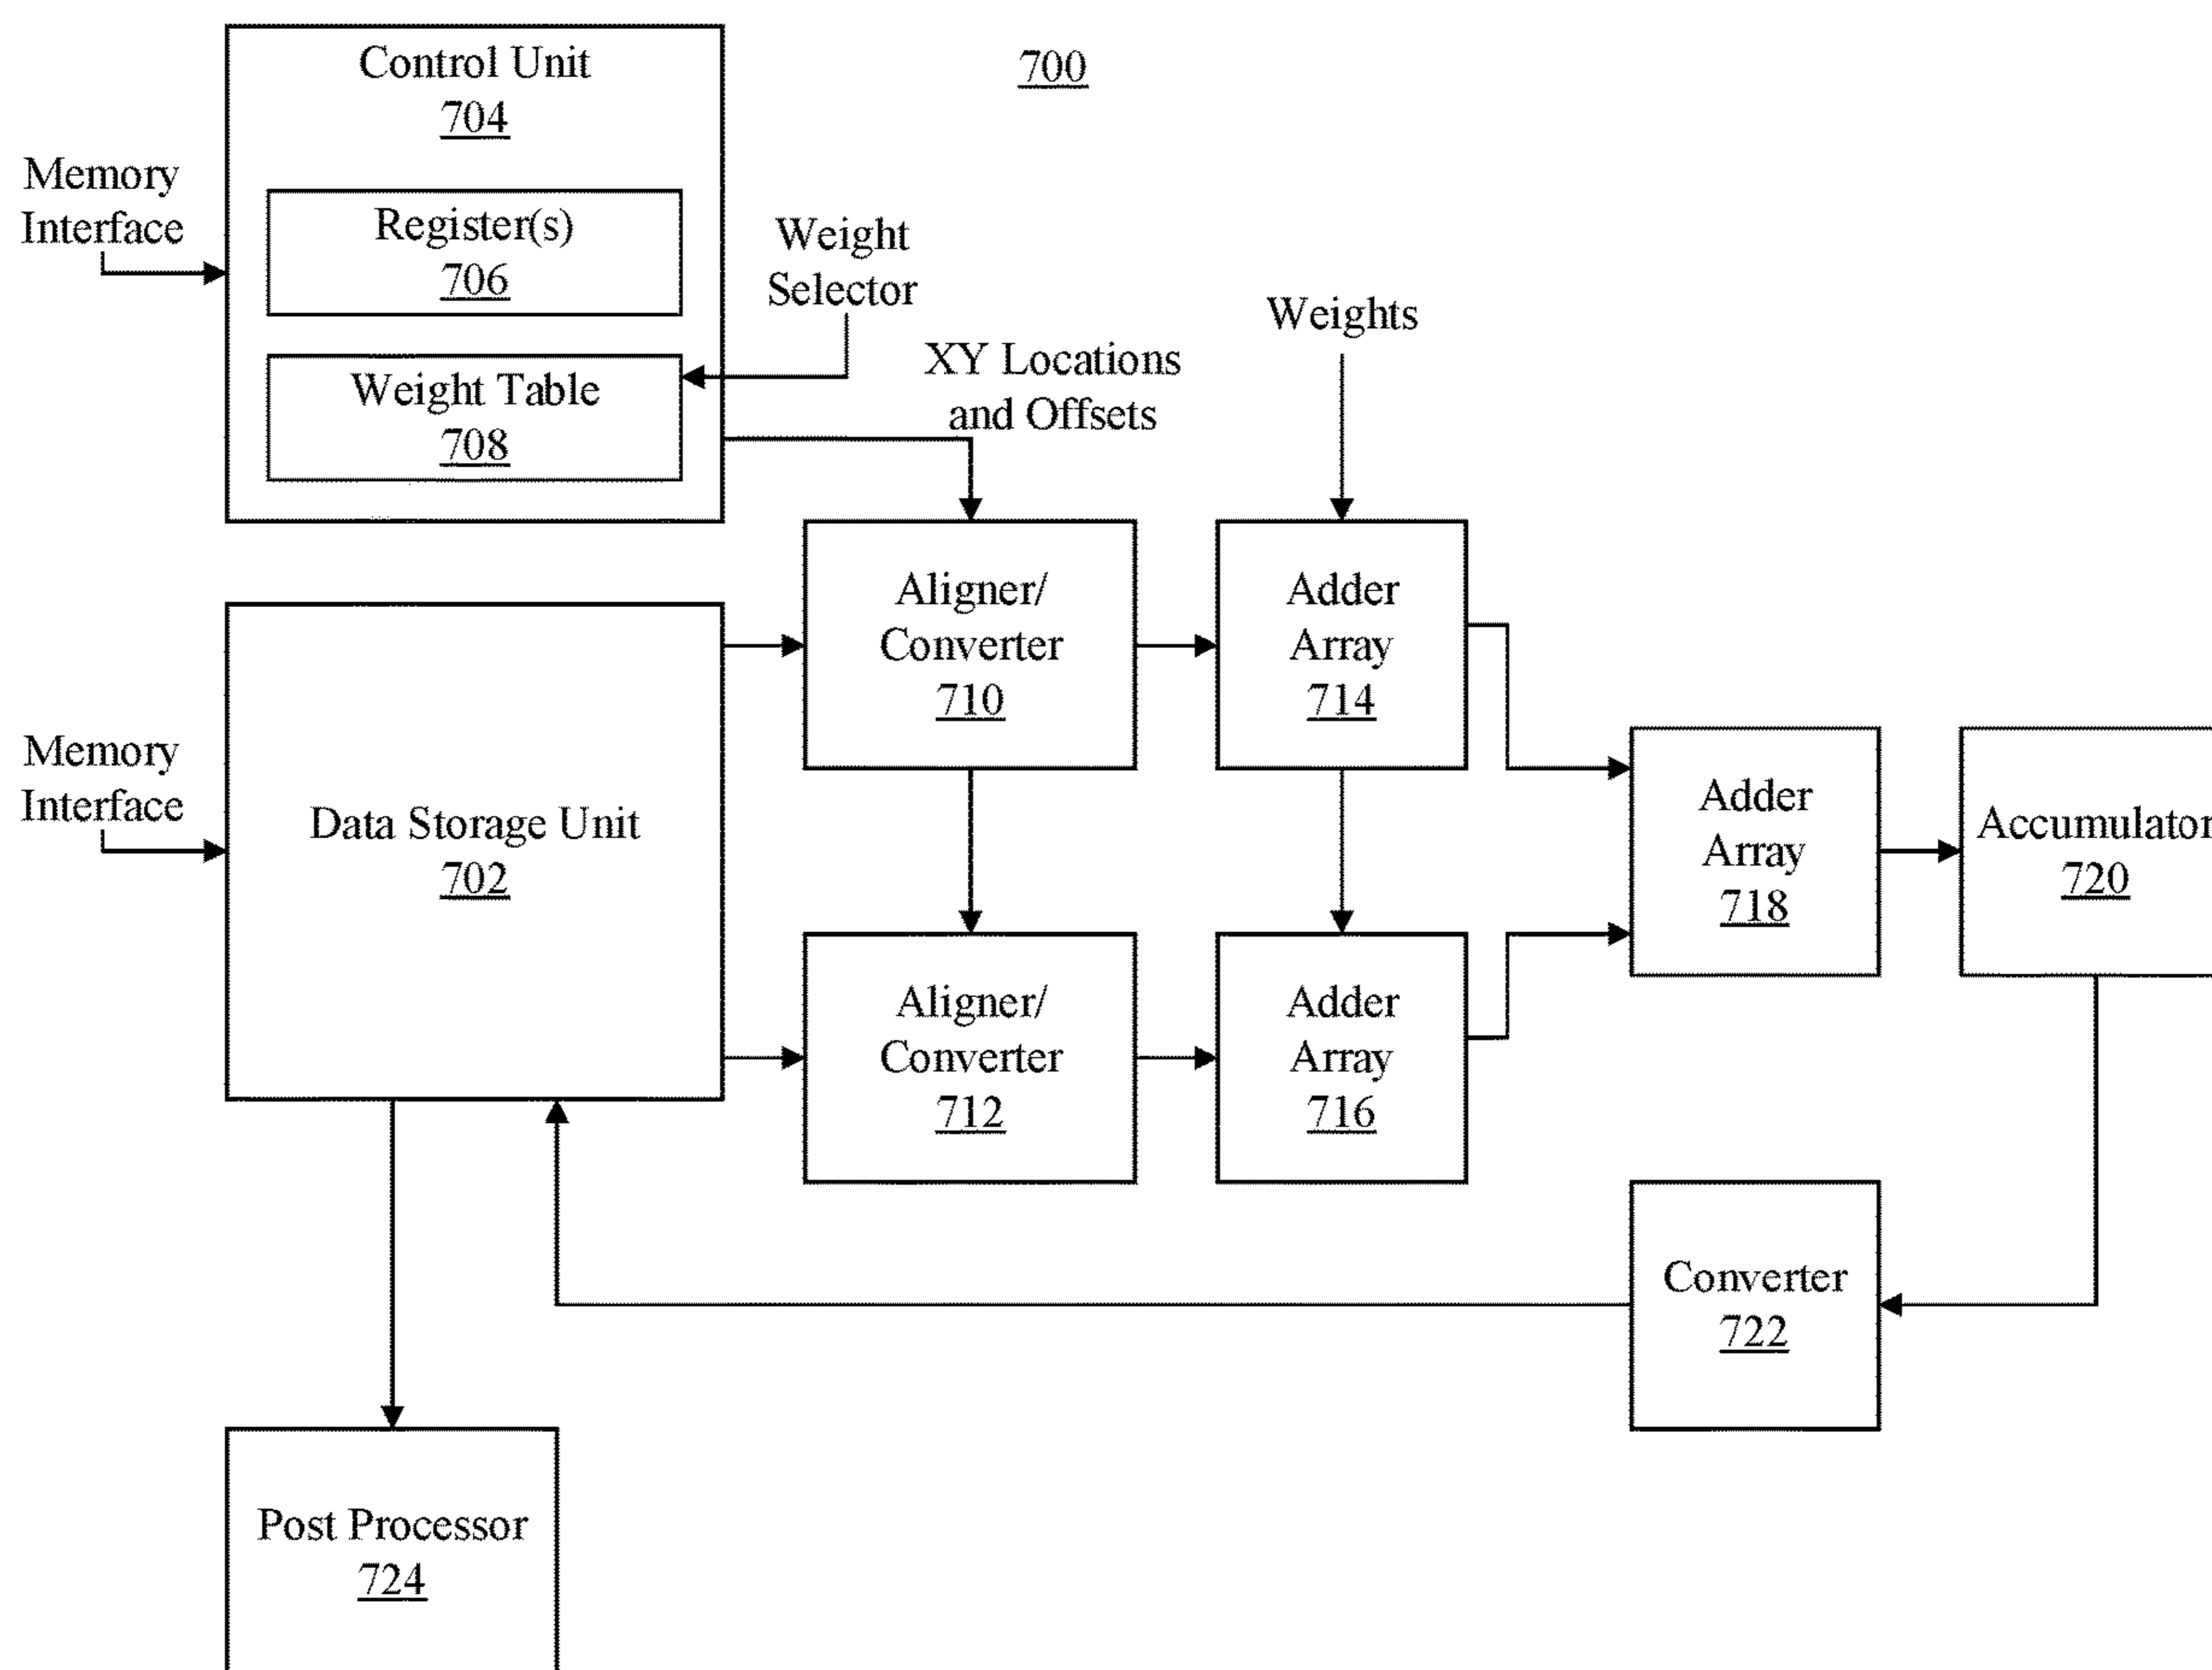 700
Control Unit
704
Memory
Interface
Register(s)
706
Weight
Selector
Weight Table
708
XY Locations
and Offsets
Weights
Aligner/
Converter
710
Adder
Array
714
Memory
Interface
Data Storage Unit
702
Adder
Array
718
Accumulator
720
Aligner/
Converter
712
Adder
Array
716
Converter
722
Post Processor
724